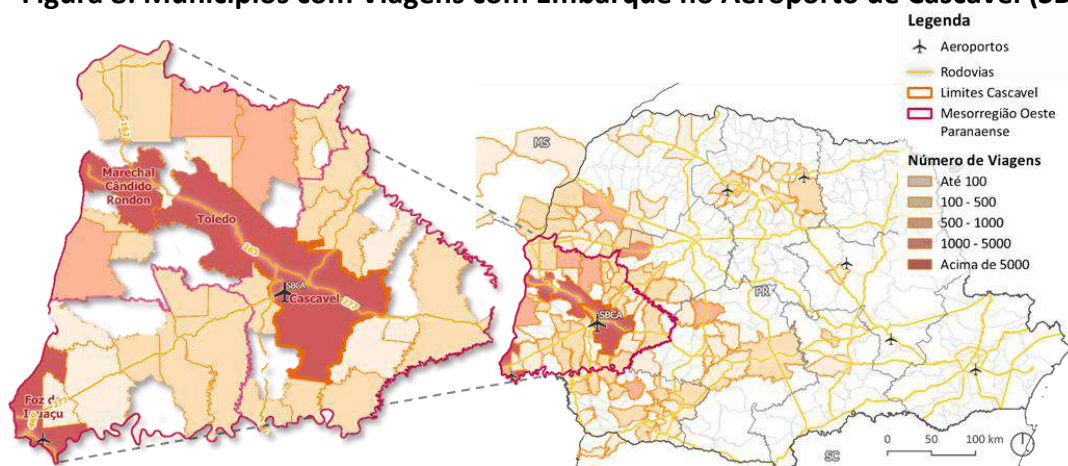 Figura 8: Municípios com Viagens com Embarque no Aeroporto de Cascavel (SB
Legenda
Aeroportos
Rodovias
Limites Cascavel
Mesorregião Oeste
Paranaense
Número de Viagens
Até 100
100 - 500
500 - 1000
1000 - 5000
Acima de 5000
Marechal
Cândido
Rondon
Toledo
SBCA
Cascavel
277
Foz do
Iguaçu
MS
PR
SBCA
SC
0 50 100 km